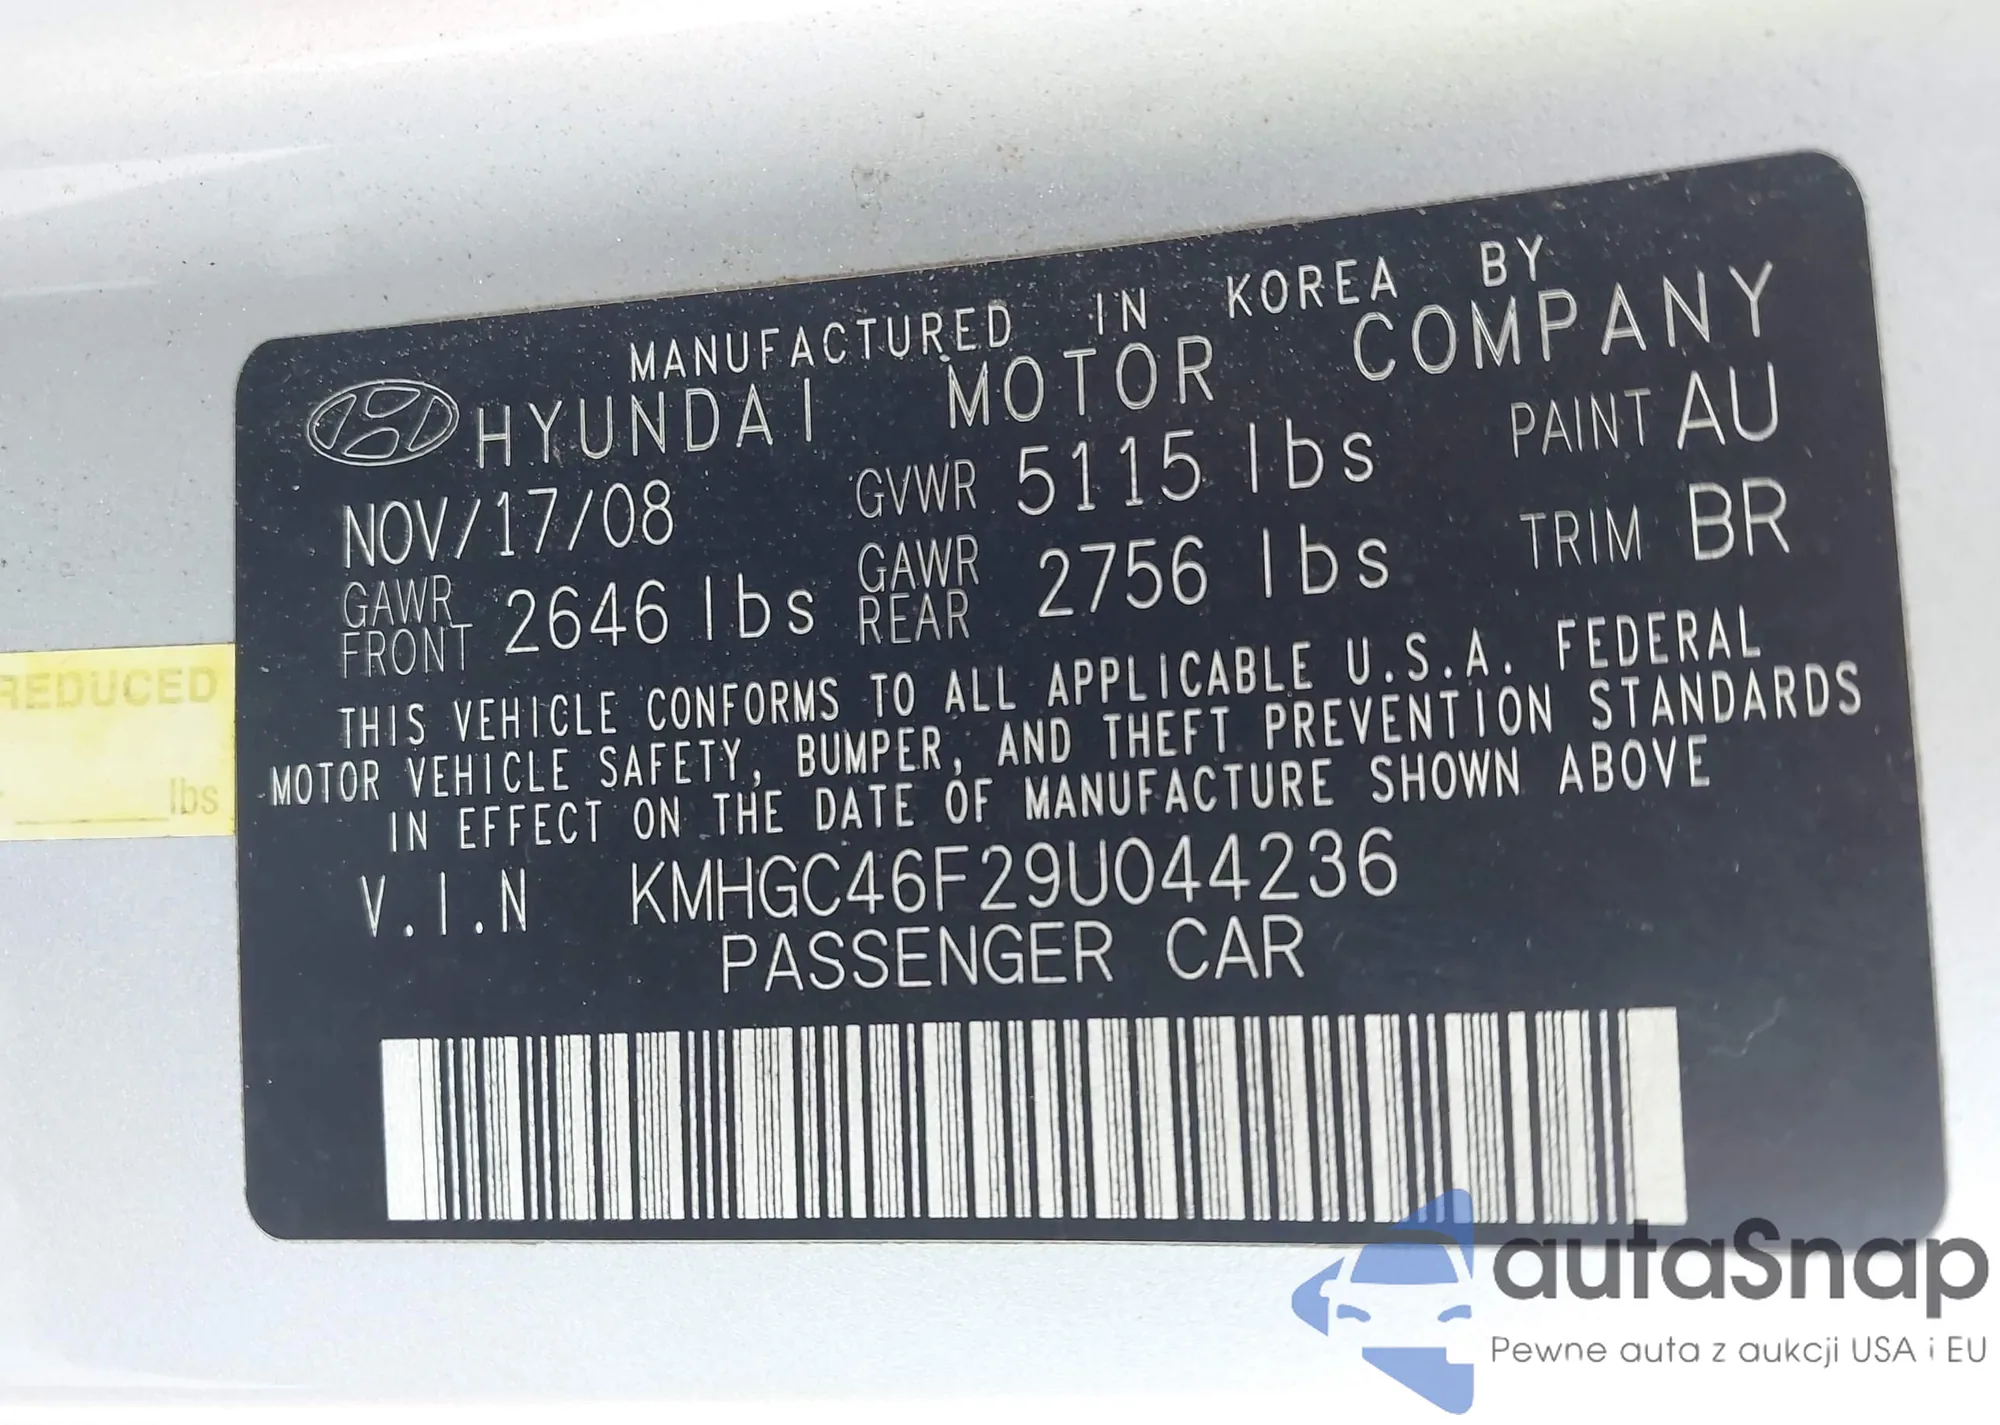 MANUFACTURED IN KOREA BY
HYUNDAI MOTOR COMPANY
NOV/17/08 GVWR 5115 lbs PAINT AU
GAWR FRONT 2646 lbs GAWR REAR 2756 lbs TRIM BR
THIS VEHICLE CONFORMS TO ALL APPLICABLE U.S.A. FEDERAL
MOTOR VEHICLE SAFETY, BUMPER, AND THEFT PREVENTION STANDARDS
IN EFFECT ON THE DATE OF MANUFACTURE SHOWN ABOVE
V.I.N KMHGC46F29U044236
PASSENGER CAR
REDUCED
lbs
autaSnap
Pewne auta z aukcji USA i EU